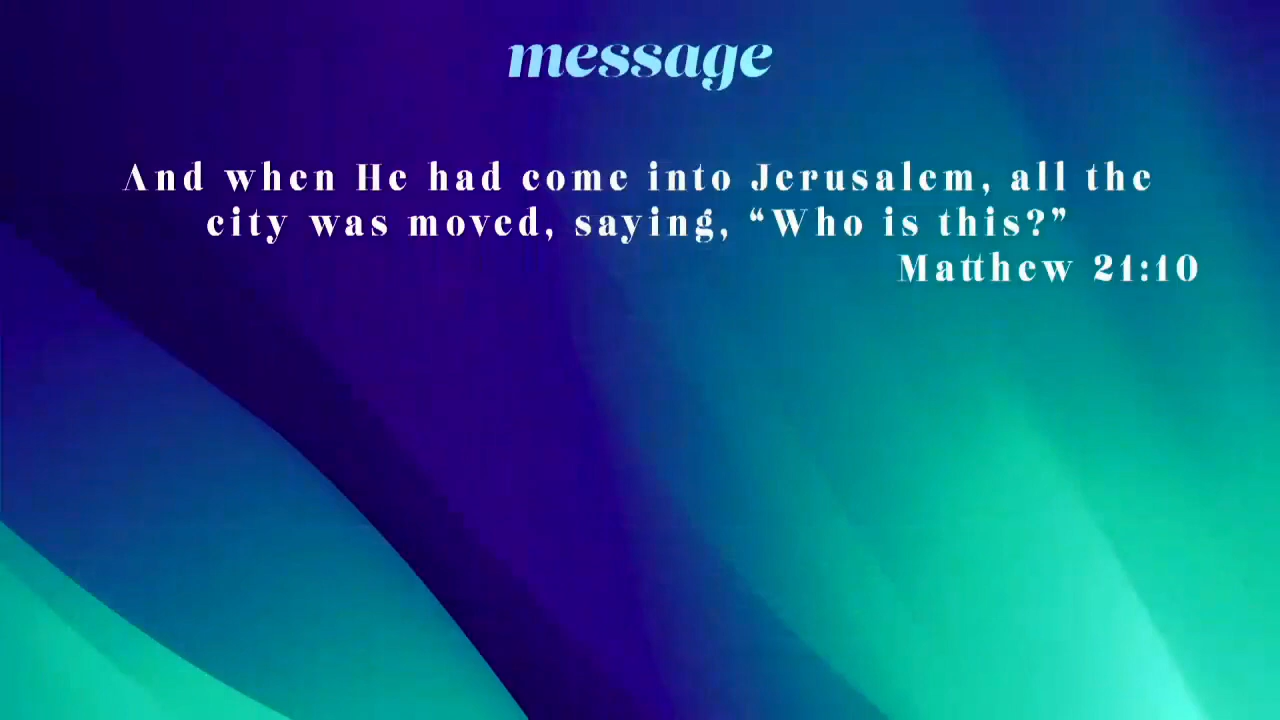 message
And when He had come into Jerusalem, all the
city was moved, saying, “Who is this?”
Matthew 21:10